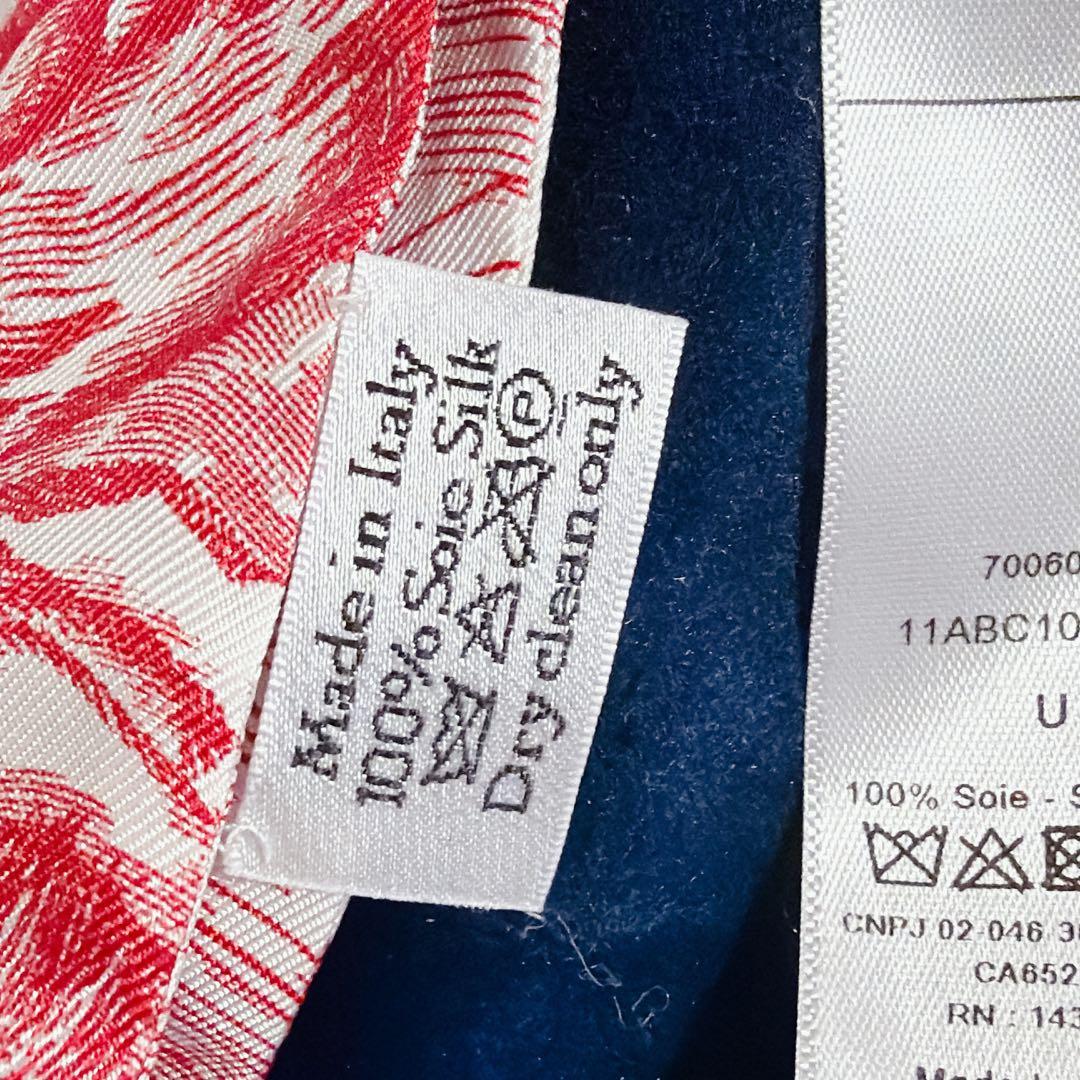 Made in Italy
100% Soie Silk
P
Dry clean only
70060
11ABC10
U
100% Soie - S
CNPJ 02 046 3
CA652
RN : 143